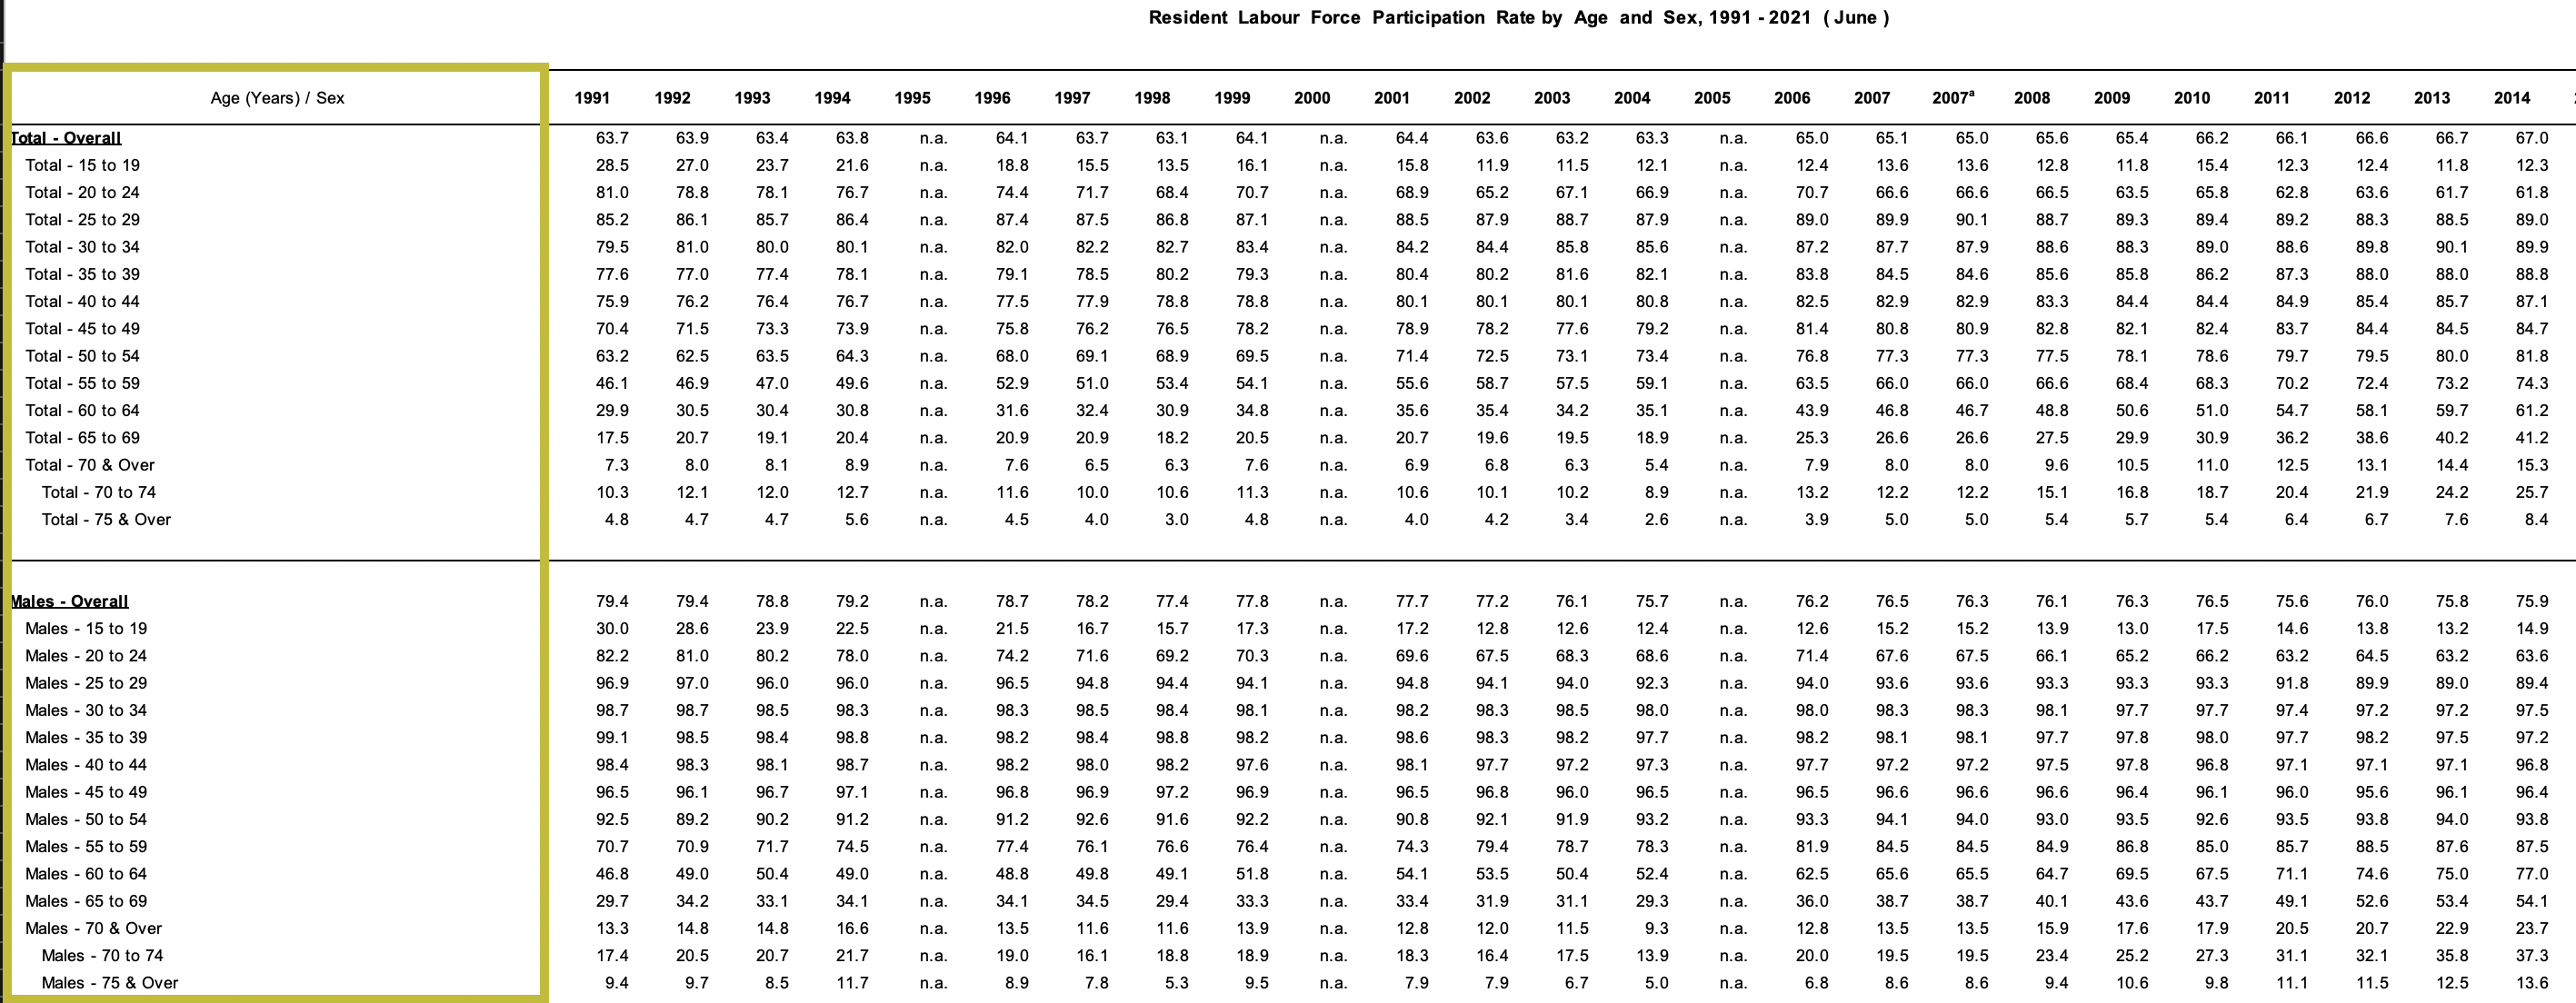 Resident Labour Force Participation Rate by Age and Sex, 1991 - 2021 ( June )
Age (Years) / Sex 1991 1992 1993 1994 1995 1996 1997 1998 1999 2000 2001 2002 2003 2004 2005 2006 2007 2007ᵃ 2008 2009 2010 2011 2012 2013 2014
Total - Overall 63.7 63.9 63.4 63.8 n.a. 64.1 63.7 63.1 64.1 n.a. 64.4 63.6 63.2 63.3 n.a. 65.0 65.1 65.0 65.6 65.4 66.2 66.1 66.6 66.7 67.0
Total - 15 to 19 28.5 27.0 23.7 21.6 n.a. 18.8 15.5 13.5 16.1 n.a. 15.8 11.9 11.5 12.1 n.a. 12.4 13.6 13.6 12.8 11.8 15.4 12.3 12.4 11.8 12.3
Total - 20 to 24 81.0 78.8 78.1 76.7 n.a. 74.4 71.7 68.4 70.7 n.a. 68.9 65.2 67.1 66.9 n.a. 70.7 66.6 66.6 66.5 63.5 65.8 62.8 63.6 61.7 61.8
Total - 25 to 29 85.2 86.1 85.7 86.4 n.a. 87.4 87.5 86.8 87.1 n.a. 88.5 87.9 88.7 87.9 n.a. 89.0 89.9 90.1 88.7 89.3 89.4 89.2 88.3 88.5 89.0
Total - 30 to 34 79.5 81.0 80.0 80.1 n.a. 82.0 82.2 82.7 83.4 n.a. 84.2 84.4 85.8 85.6 n.a. 87.2 87.7 87.9 88.6 88.3 89.0 88.6 89.8 90.1 89.9
Total - 35 to 39 77.6 77.0 77.4 78.1 n.a. 79.1 78.5 80.2 79.3 n.a. 80.4 80.2 81.6 82.1 n.a. 83.8 84.5 84.6 85.6 85.8 86.2 87.3 88.0 88.0 88.8
Total - 40 to 44 75.9 76.2 76.4 76.7 n.a. 77.5 77.9 78.8 78.8 n.a. 80.1 80.1 80.1 80.8 n.a. 82.5 82.9 82.9 83.3 84.4 84.4 84.9 85.4 85.7 87.1
Total - 45 to 49 70.4 71.5 73.3 73.9 n.a. 75.8 76.2 76.5 78.2 n.a. 78.9 78.2 77.6 79.2 n.a. 81.4 80.8 80.9 82.8 82.1 82.4 83.7 84.4 84.5 84.7
Total - 50 to 54 63.2 62.5 63.5 64.3 n.a. 68.0 69.1 68.9 69.5 n.a. 71.4 72.5 73.1 73.4 n.a. 76.8 77.3 77.3 77.5 78.1 78.6 79.7 79.5 80.0 81.8
Total - 55 to 59 46.1 46.9 47.0 49.6 n.a. 52.9 51.0 53.4 54.1 n.a. 55.6 58.7 57.5 59.1 n.a. 63.5 66.0 66.0 66.6 68.4 68.3 70.2 72.4 73.2 74.3
Total - 60 to 64 29.9 30.5 30.4 30.8 n.a. 31.6 32.4 30.9 34.8 n.a. 35.6 35.4 34.2 35.1 n.a. 43.9 46.8 46.7 48.8 50.6 51.0 54.7 58.1 59.7 61.2
Total - 65 to 69 17.5 20.7 19.1 20.4 n.a. 20.9 20.9 18.2 20.5 n.a. 20.7 19.6 19.5 18.9 n.a. 25.3 26.6 26.6 27.5 29.9 30.9 36.2 38.6 40.2 41.2
Total - 70 & Over 7.3 8.0 8.1 8.9 n.a. 7.6 6.5 6.3 7.6 n.a. 6.9 6.8 6.3 5.4 n.a. 7.9 8.0 8.0 9.6 10.5 11.0 12.5 13.1 14.4 15.3
Total - 70 to 74 10.3 12.1 12.0 12.7 n.a. 11.6 10.0 10.6 11.3 n.a. 10.6 10.1 10.2 8.9 n.a. 13.2 12.2 12.2 15.1 16.8 18.7 20.4 21.9 24.2 25.7
Total - 75 & Over 4.8 4.7 4.7 5.6 n.a. 4.5 4.0 3.0 4.8 n.a. 4.0 4.2 3.4 2.6 n.a. 3.9 5.0 5.0 5.4 5.7 5.4 6.4 6.7 7.6 8.4
Males - Overall 79.4 79.4 78.8 79.2 n.a. 78.7 78.2 77.4 77.8 n.a. 77.7 77.2 76.1 75.7 n.a. 76.2 76.5 76.3 76.1 76.3 76.5 75.6 76.0 75.8 75.9
Males - 15 to 19 30.0 28.6 23.9 22.5 n.a. 21.5 16.7 15.7 17.3 n.a. 17.2 12.8 12.6 12.4 n.a. 12.6 15.2 15.2 13.9 13.0 17.5 14.6 13.8 13.2 14.9
Males - 20 to 24 82.2 81.0 80.2 78.0 n.a. 74.2 71.6 69.2 70.3 n.a. 69.6 67.5 68.3 68.6 n.a. 71.4 67.6 67.5 66.1 65.2 66.2 63.2 64.5 63.2 63.6
Males - 25 to 29 96.9 97.0 96.0 96.0 n.a. 96.5 94.8 94.4 94.1 n.a. 94.8 94.1 94.0 92.3 n.a. 94.0 93.6 93.6 93.3 93.3 93.3 91.8 89.9 89.0 89.4
Males - 30 to 34 98.7 98.7 98.5 98.3 n.a. 98.3 98.5 98.4 98.1 n.a. 98.2 98.3 98.5 98.0 n.a. 98.0 98.3 98.3 98.1 97.7 97.7 97.4 97.2 97.2 97.5
Males - 35 to 39 99.1 98.5 98.4 98.8 n.a. 98.2 98.4 98.8 98.2 n.a. 98.6 98.3 98.2 97.7 n.a. 98.2 98.1 98.1 97.7 97.8 98.0 97.7 98.2 97.5 97.2
Males - 40 to 44 98.4 98.3 98.1 98.7 n.a. 98.2 98.0 98.2 97.6 n.a. 98.1 97.7 97.2 97.3 n.a. 97.7 97.2 97.2 97.5 97.8 96.8 97.1 97.1 97.1 96.8
Males - 45 to 49 96.5 96.1 96.7 97.1 n.a. 96.8 96.9 97.2 96.9 n.a. 96.5 96.8 96.0 96.5 n.a. 96.5 96.6 96.6 96.6 96.4 96.1 96.0 95.6 96.1 96.4
Males - 50 to 54 92.5 89.2 90.2 91.2 n.a. 91.2 92.6 91.6 92.2 n.a. 90.8 92.1 91.9 93.2 n.a. 93.3 94.1 94.0 93.0 93.5 92.6 93.5 93.8 94.0 93.8
Males - 55 to 59 70.7 70.9 71.7 74.5 n.a. 77.4 76.1 76.6 76.4 n.a. 74.3 79.4 78.7 78.3 n.a. 81.9 84.5 84.5 84.9 86.8 85.0 85.7 88.5 87.6 87.5
Males - 60 to 64 46.8 49.0 50.4 49.0 n.a. 48.8 49.8 49.1 51.8 n.a. 54.1 53.5 50.4 52.4 n.a. 62.5 65.6 65.5 64.7 69.5 67.5 71.1 74.6 75.0 77.0
Males - 65 to 69 29.7 34.2 33.1 34.1 n.a. 34.1 34.5 29.4 33.3 n.a. 33.4 31.9 31.1 29.3 n.a. 36.0 38.7 38.7 40.1 43.6 43.7 49.1 52.6 53.4 54.1
Males - 70 & Over 13.3 14.8 14.8 16.6 n.a. 13.5 11.6 11.6 13.9 n.a. 12.8 12.0 11.5 9.3 n.a. 12.8 13.5 13.5 15.9 17.6 17.9 20.5 20.7 22.9 23.7
Males - 70 to 74 17.4 20.5 20.7 21.7 n.a. 19.0 16.1 18.8 18.9 n.a. 18.3 16.4 17.5 13.9 n.a. 20.0 19.5 19.5 23.4 25.2 27.3 31.1 32.1 35.8 37.3
Males - 75 & Over 9.4 9.7 8.5 11.7 n.a. 8.9 7.8 5.3 9.5 n.a. 7.9 7.9 6.7 5.0 n.a. 6.8 8.6 8.6 9.4 10.6 9.8 11.1 11.5 12.5 13.6